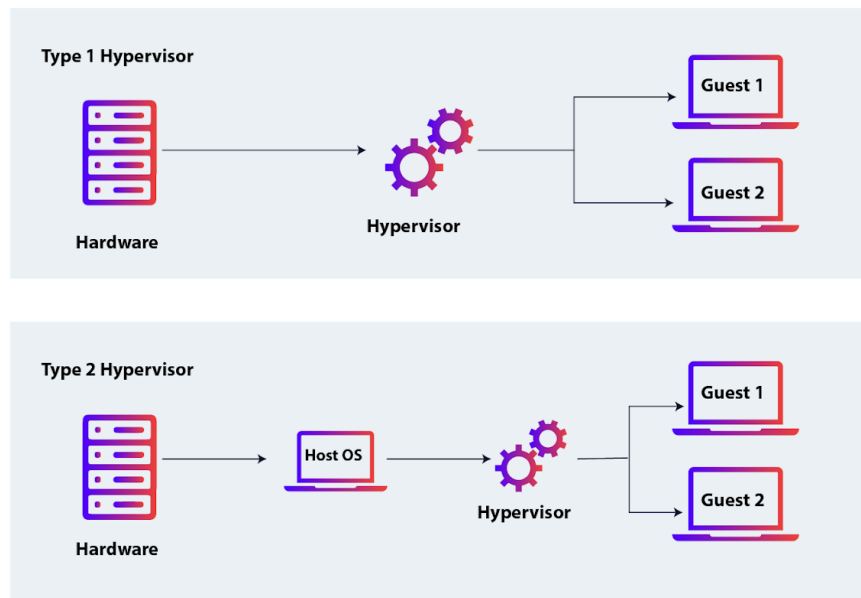 Type 1 Hypervisor
Guest 1
Guest 2
Hypervisor
Hardware
Type 2 Hypervisor
Guest 1
Host OS
Guest 2
Hypervisor
Hardware